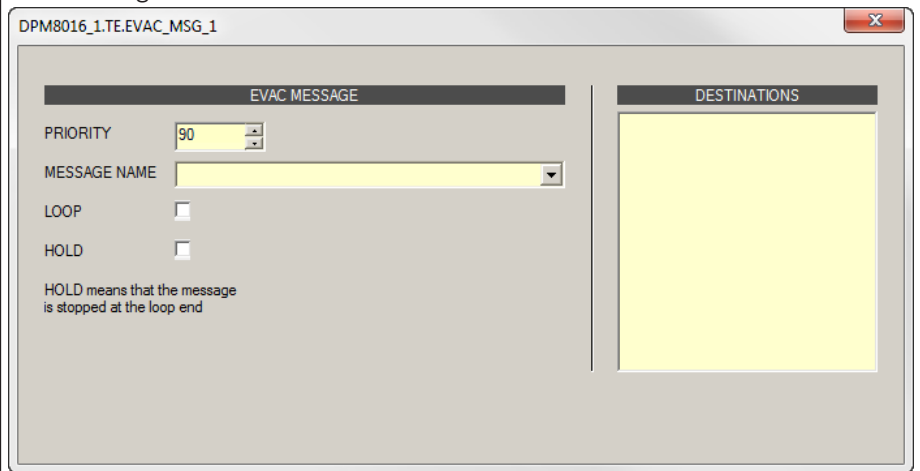 DPM8016_1.TE.EVAC_MSG_1
EVAC MESSAGE
DESTINATIONS
PRIORITY
90
MESSAGE NAME
LOOP
HOLD
HOLD means that the message
is stopped at the loop end